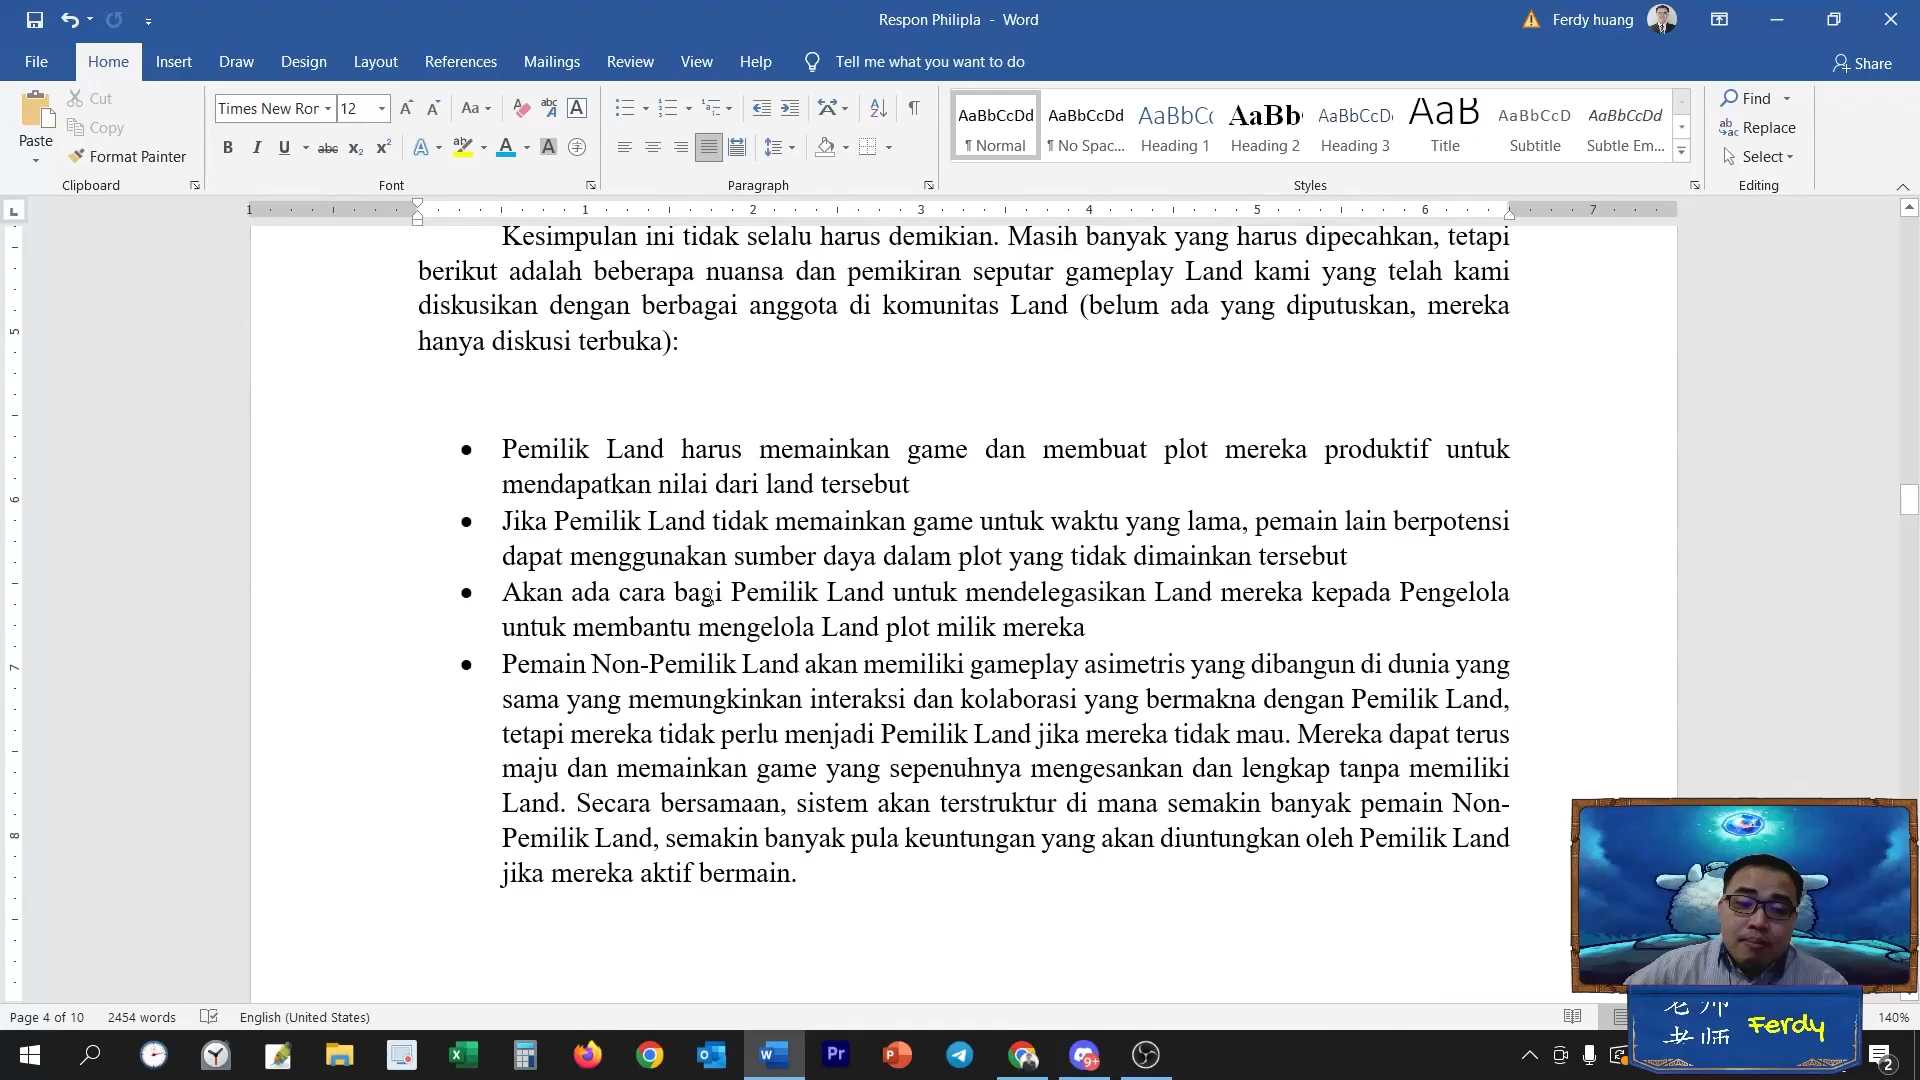 Respon Philipla - Word
Ferdy huang
File Home Insert Draw Design Layout References Mailings Review View Help Tell me what you want to do
Share
Paste
Cut
Copy
Format Painter
Clipboard
Times New Ror 12
Font
Paragraph
AaBbCcDd AaBbCcDd AaBbCc AaBb AaBbCcD AaB AaBbCcD AaBbCcDd
¶ Normal ¶ No Spac... Heading 1 Heading 2 Heading 3 Title Subtitle Subtle Em...
Styles
Find
Replace
Select
Editing
1 1 2 3 4 5 6 7
Kesimpulan ini tidak selalu harus demikian. Masih banyak yang harus dipecahkan, tetapi
berikut adalah beberapa nuansa dan pemikiran seputar gameplay Land kami yang telah kami
diskusikan dengan berbagai anggota di komunitas Land (belum ada yang diputuskan, mereka
hanya diskusi terbuka):
• Pemilik Land harus memainkan game dan membuat plot mereka produktif untuk
mendapatkan nilai dari land tersebut
• Jika Pemilik Land tidak memainkan game untuk waktu yang lama, pemain lain berpotensi
dapat menggunakan sumber daya dalam plot yang tidak dimainkan tersebut
• Akan ada cara bagi Pemilik Land untuk mendelegasikan Land mereka kepada Pengelola
untuk membantu mengelola Land plot milik mereka
• Pemain Non-Pemilik Land akan memiliki gameplay asimetris yang dibangun di dunia yang
sama yang memungkinkan interaksi dan kolaborasi yang bermakna dengan Pemilik Land,
tetapi mereka tidak perlu menjadi Pemilik Land jika mereka tidak mau. Mereka dapat terus
maju dan memainkan game yang sepenuhnya mengesankan dan lengkap tanpa memiliki
Land. Secara bersamaan, sistem akan terstruktur di mana semakin banyak pemain Non-
Pemilik Land, semakin banyak pula keuntungan yang akan diuntungkan oleh Pemilik Land
jika mereka aktif bermain.
老师
Ferdy
Page 4 of 10 2454 words English (United States)
140%